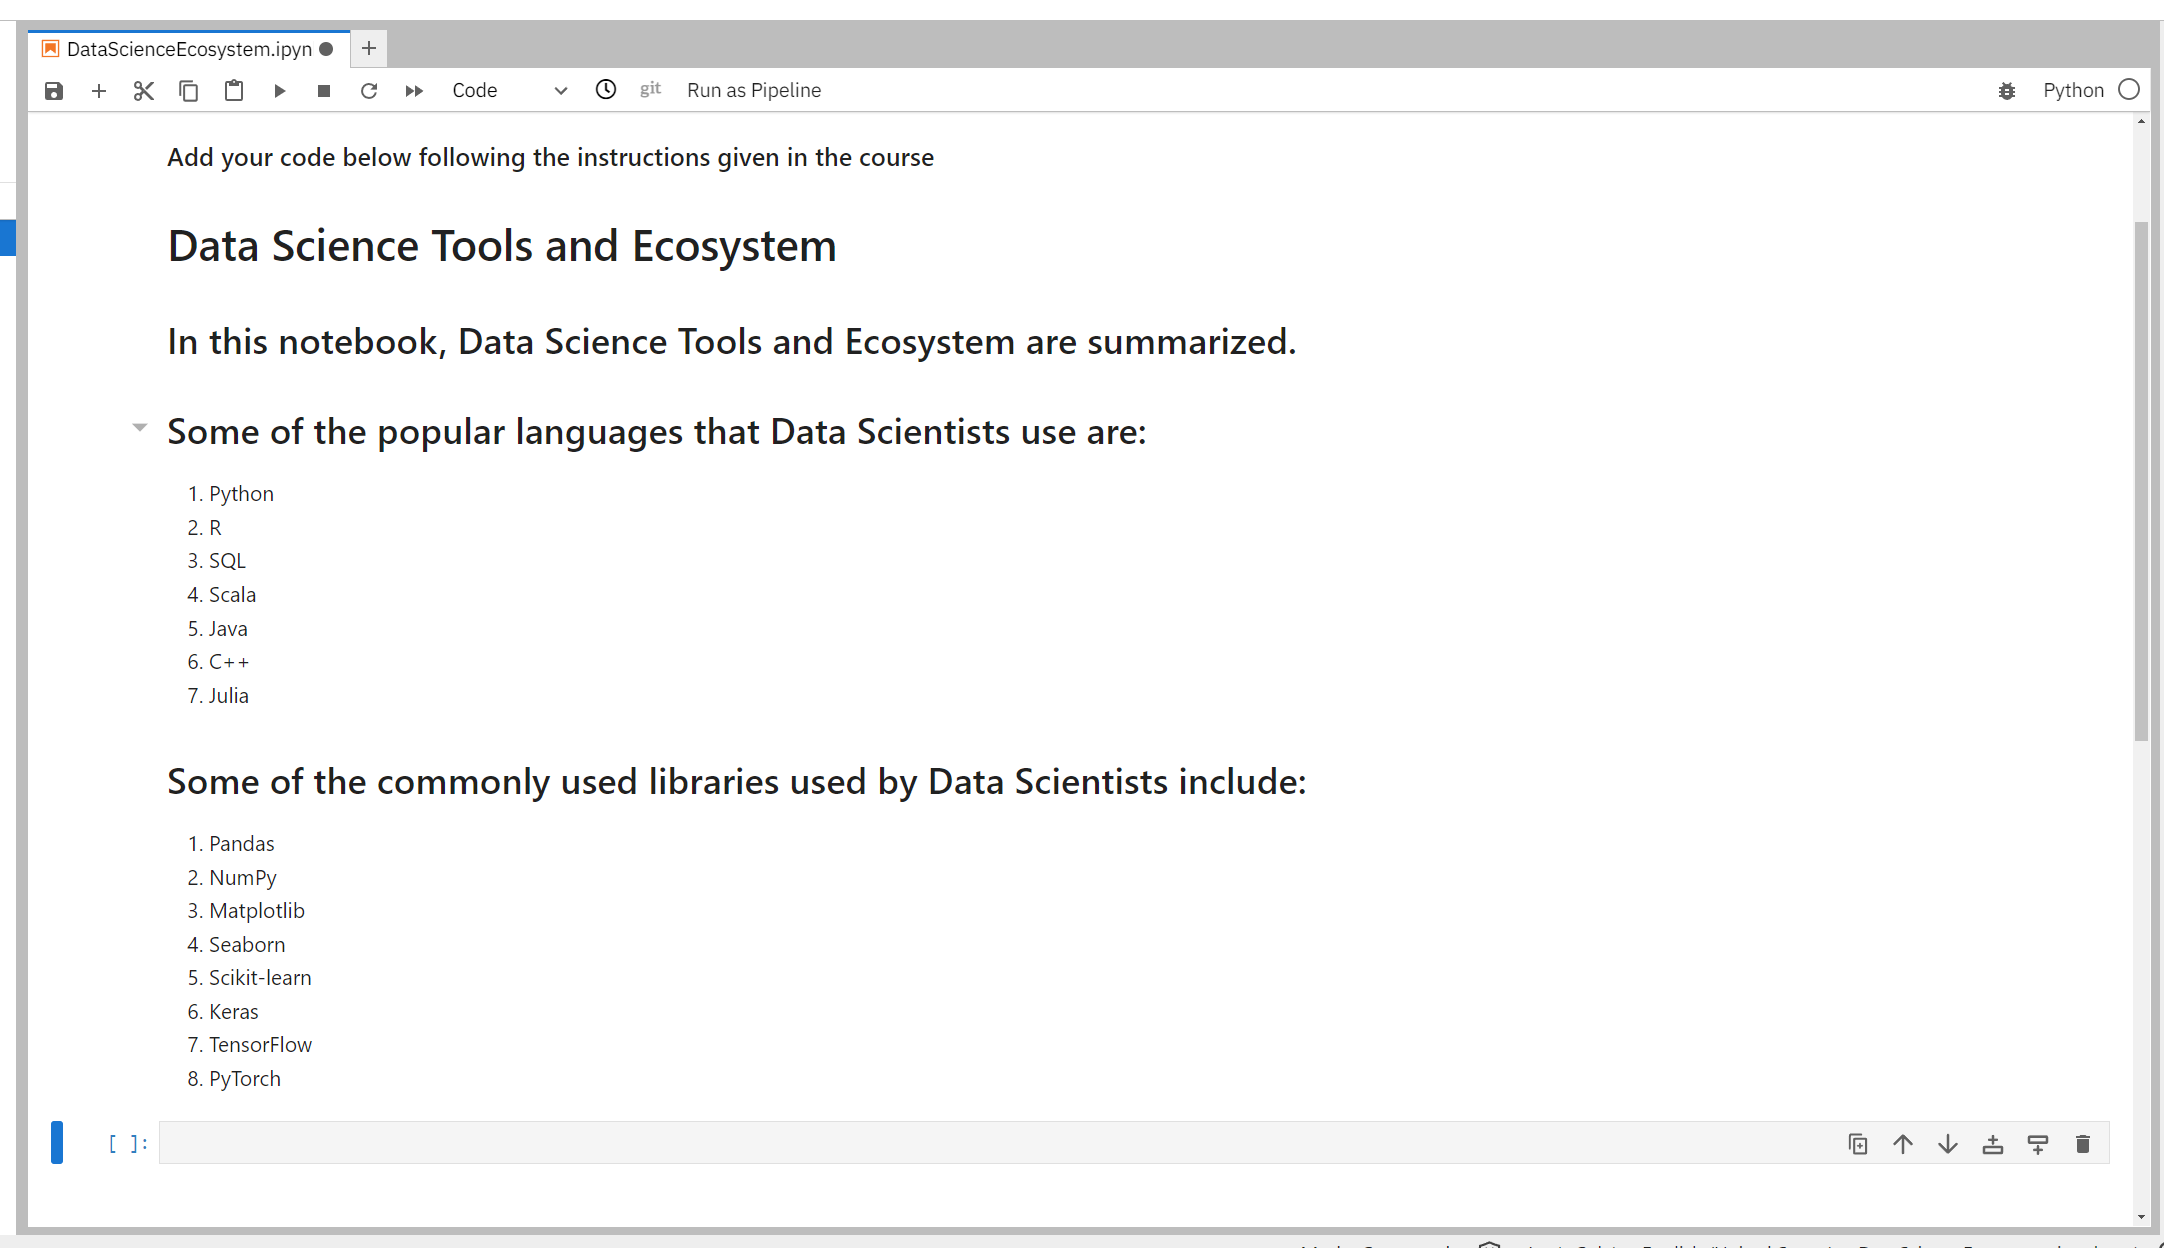 DataScienceEcosystem.ipyn
Code
git
Run as Pipeline
Python
Add your code below following the instructions given in the course
Data Science Tools and Ecosystem
In this notebook, Data Science Tools and Ecosystem are summarized.
Some of the popular languages that Data Scientists use are:
1. Python
2. R
3. SQL
4. Scala
5. Java
6. C++
7. Julia
Some of the commonly used libraries used by Data Scientists include:
1. Pandas
2. NumPy
3. Matplotlib
4. Seaborn
5. Scikit-learn
6. Keras
7. TensorFlow
8. PyTorch
[ ]: